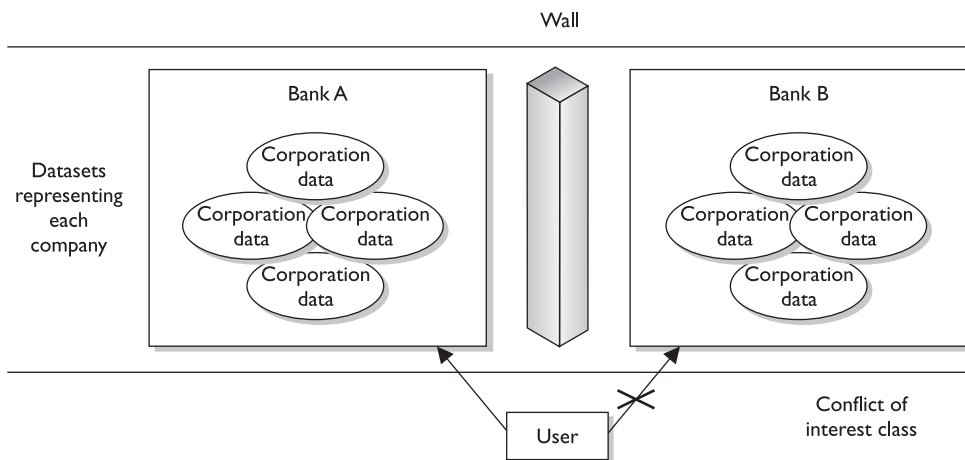 Wall
Bank A
Bank B
Datasets
representing
each
company
Corporation
data
Corporation
data
Corporation
data
Corporation
data
Corporation
data
Corporation
data
Corporation
data
Corporation
data
User
Conflict of
interest class